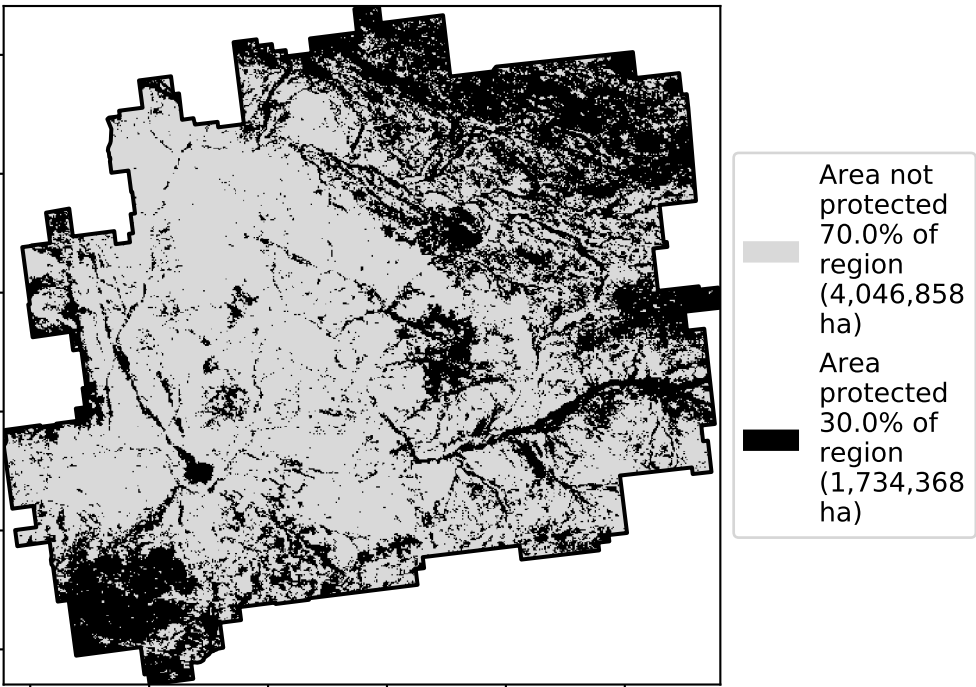 Area not
protected
70.0% of
region
(4,046,858
ha)
Area
protected
30.0% of
region
(1,734,368
ha)